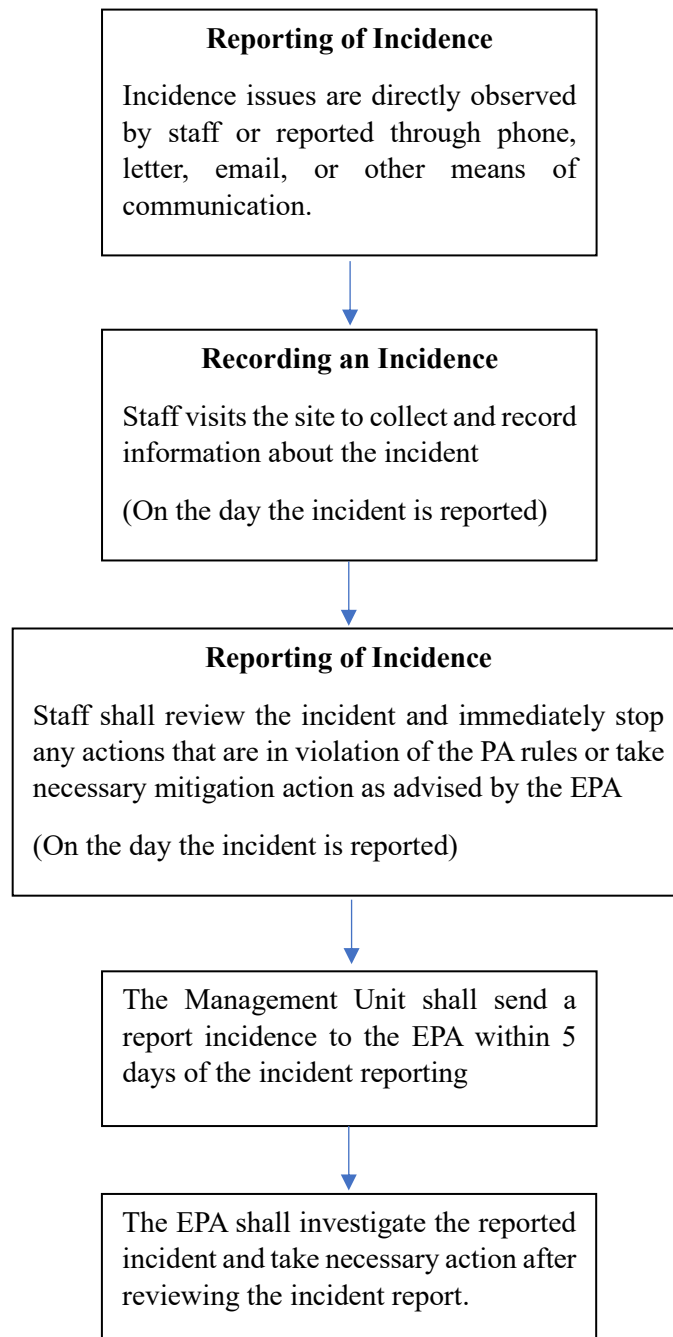 Reporting of Incidence
Incidence issues are directly observed
by staff or reported through phone,
letter, email, or other means of
communication.
Recording an Incidence
Staff visits the site to collect and record
information about the incident
(On the day the incident is reported)
Reporting of Incidence
Staff shall review the incident and immediately stop
any actions that are in violation of the PA rules or take
necessary mitigation action as advised by the EPA
(On the day the incident is reported)
The Management Unit shall send a
report incidence to the EPA within 5
days of the incident reporting
The EPA shall investigate the reported
incident and take necessary action after
reviewing the incident report.